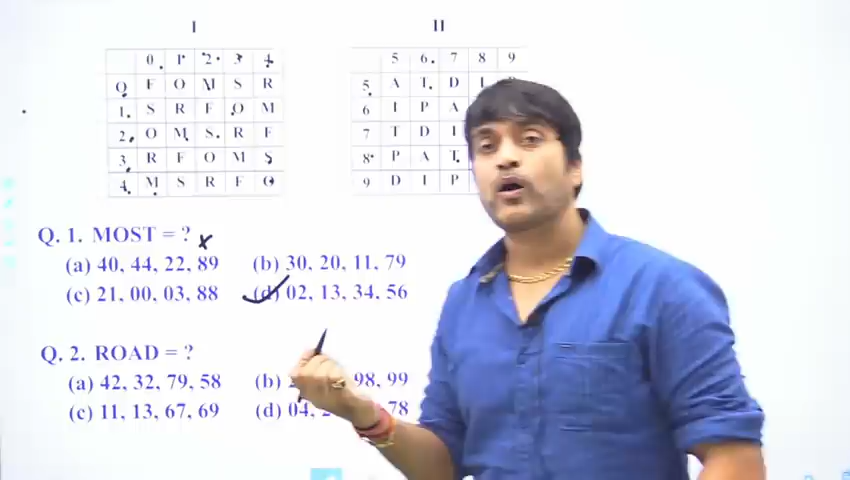 I II
0 1 2 3 4
0 F O M S R
1 S R F O M
2 O M S R F
3 R F O M S
4 M S R F O
5 6 7 8 9
5 A T D I
6 I P A
7 T D I
8 P A T
9 D I P
Q. 1. MOST = ?
(a) 40, 44, 22, 89 (b) 30, 20, 11, 79
(c) 21, 00, 03, 88 (d) 02, 13, 34, 56
Q. 2. ROAD = ?
(a) 42, 32, 79, 58 (b) 98, 99
(c) 11, 13, 67, 69 (d) 04, 78